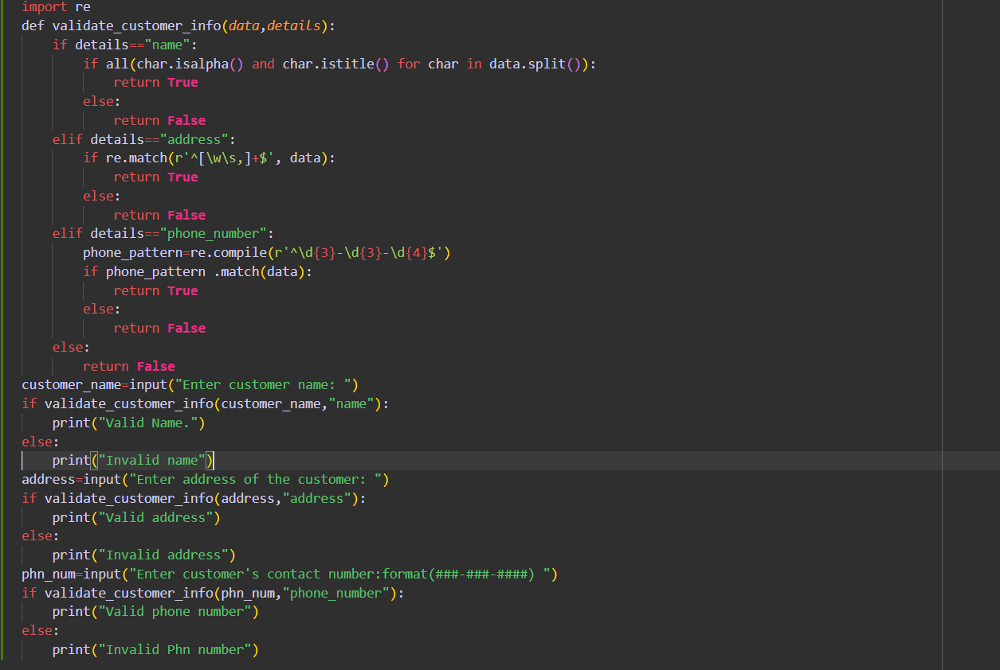 import re
def validate_customer_info(data,details):
    if details=="name":
        if all(char.isalpha() and char.istitle() for char in data.split()):
            return True
        else:
            return False
    elif details=="address":
        if re.match(r'^[\w\s,]+$', data):
            return True
        else:
            return False
    elif details=="phone_number":
        phone_pattern=re.compile(r'^\d{3}-\d{3}-\d{4}$')
        if phone_pattern .match(data):
            return True
        else:
            return False
    else:
        return False
customer_name=input("Enter customer name: ")
if validate_customer_info(customer_name,"name"):
    print("Valid Name.")
else:
    print("Invalid name")
address=input("Enter address of the customer: ")
if validate_customer_info(address,"address"):
    print("Valid address")
else:
    print("Invalid address")
phn_num=input("Enter customer's contact number:format(###-###-####) ")
if validate_customer_info(phn_num,"phone_number"):
    print("Valid phone number")
else:
    print("Invalid Phn number")